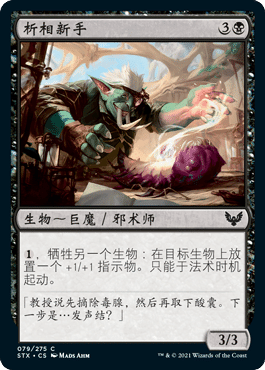 析相新手 3
生物～巨魔／邪术师
1，牺牲另一个生物：在目标生物上放
置一个 +1/+1 指示物。只能于法术时机
起动。
「教授说先摘除毒腺，然后再取下酸囊。下
一步是…发声结？」
3/3
079/275 C
STX • CS Mads Ahm
™ & © 2021 Wizards of the Coast